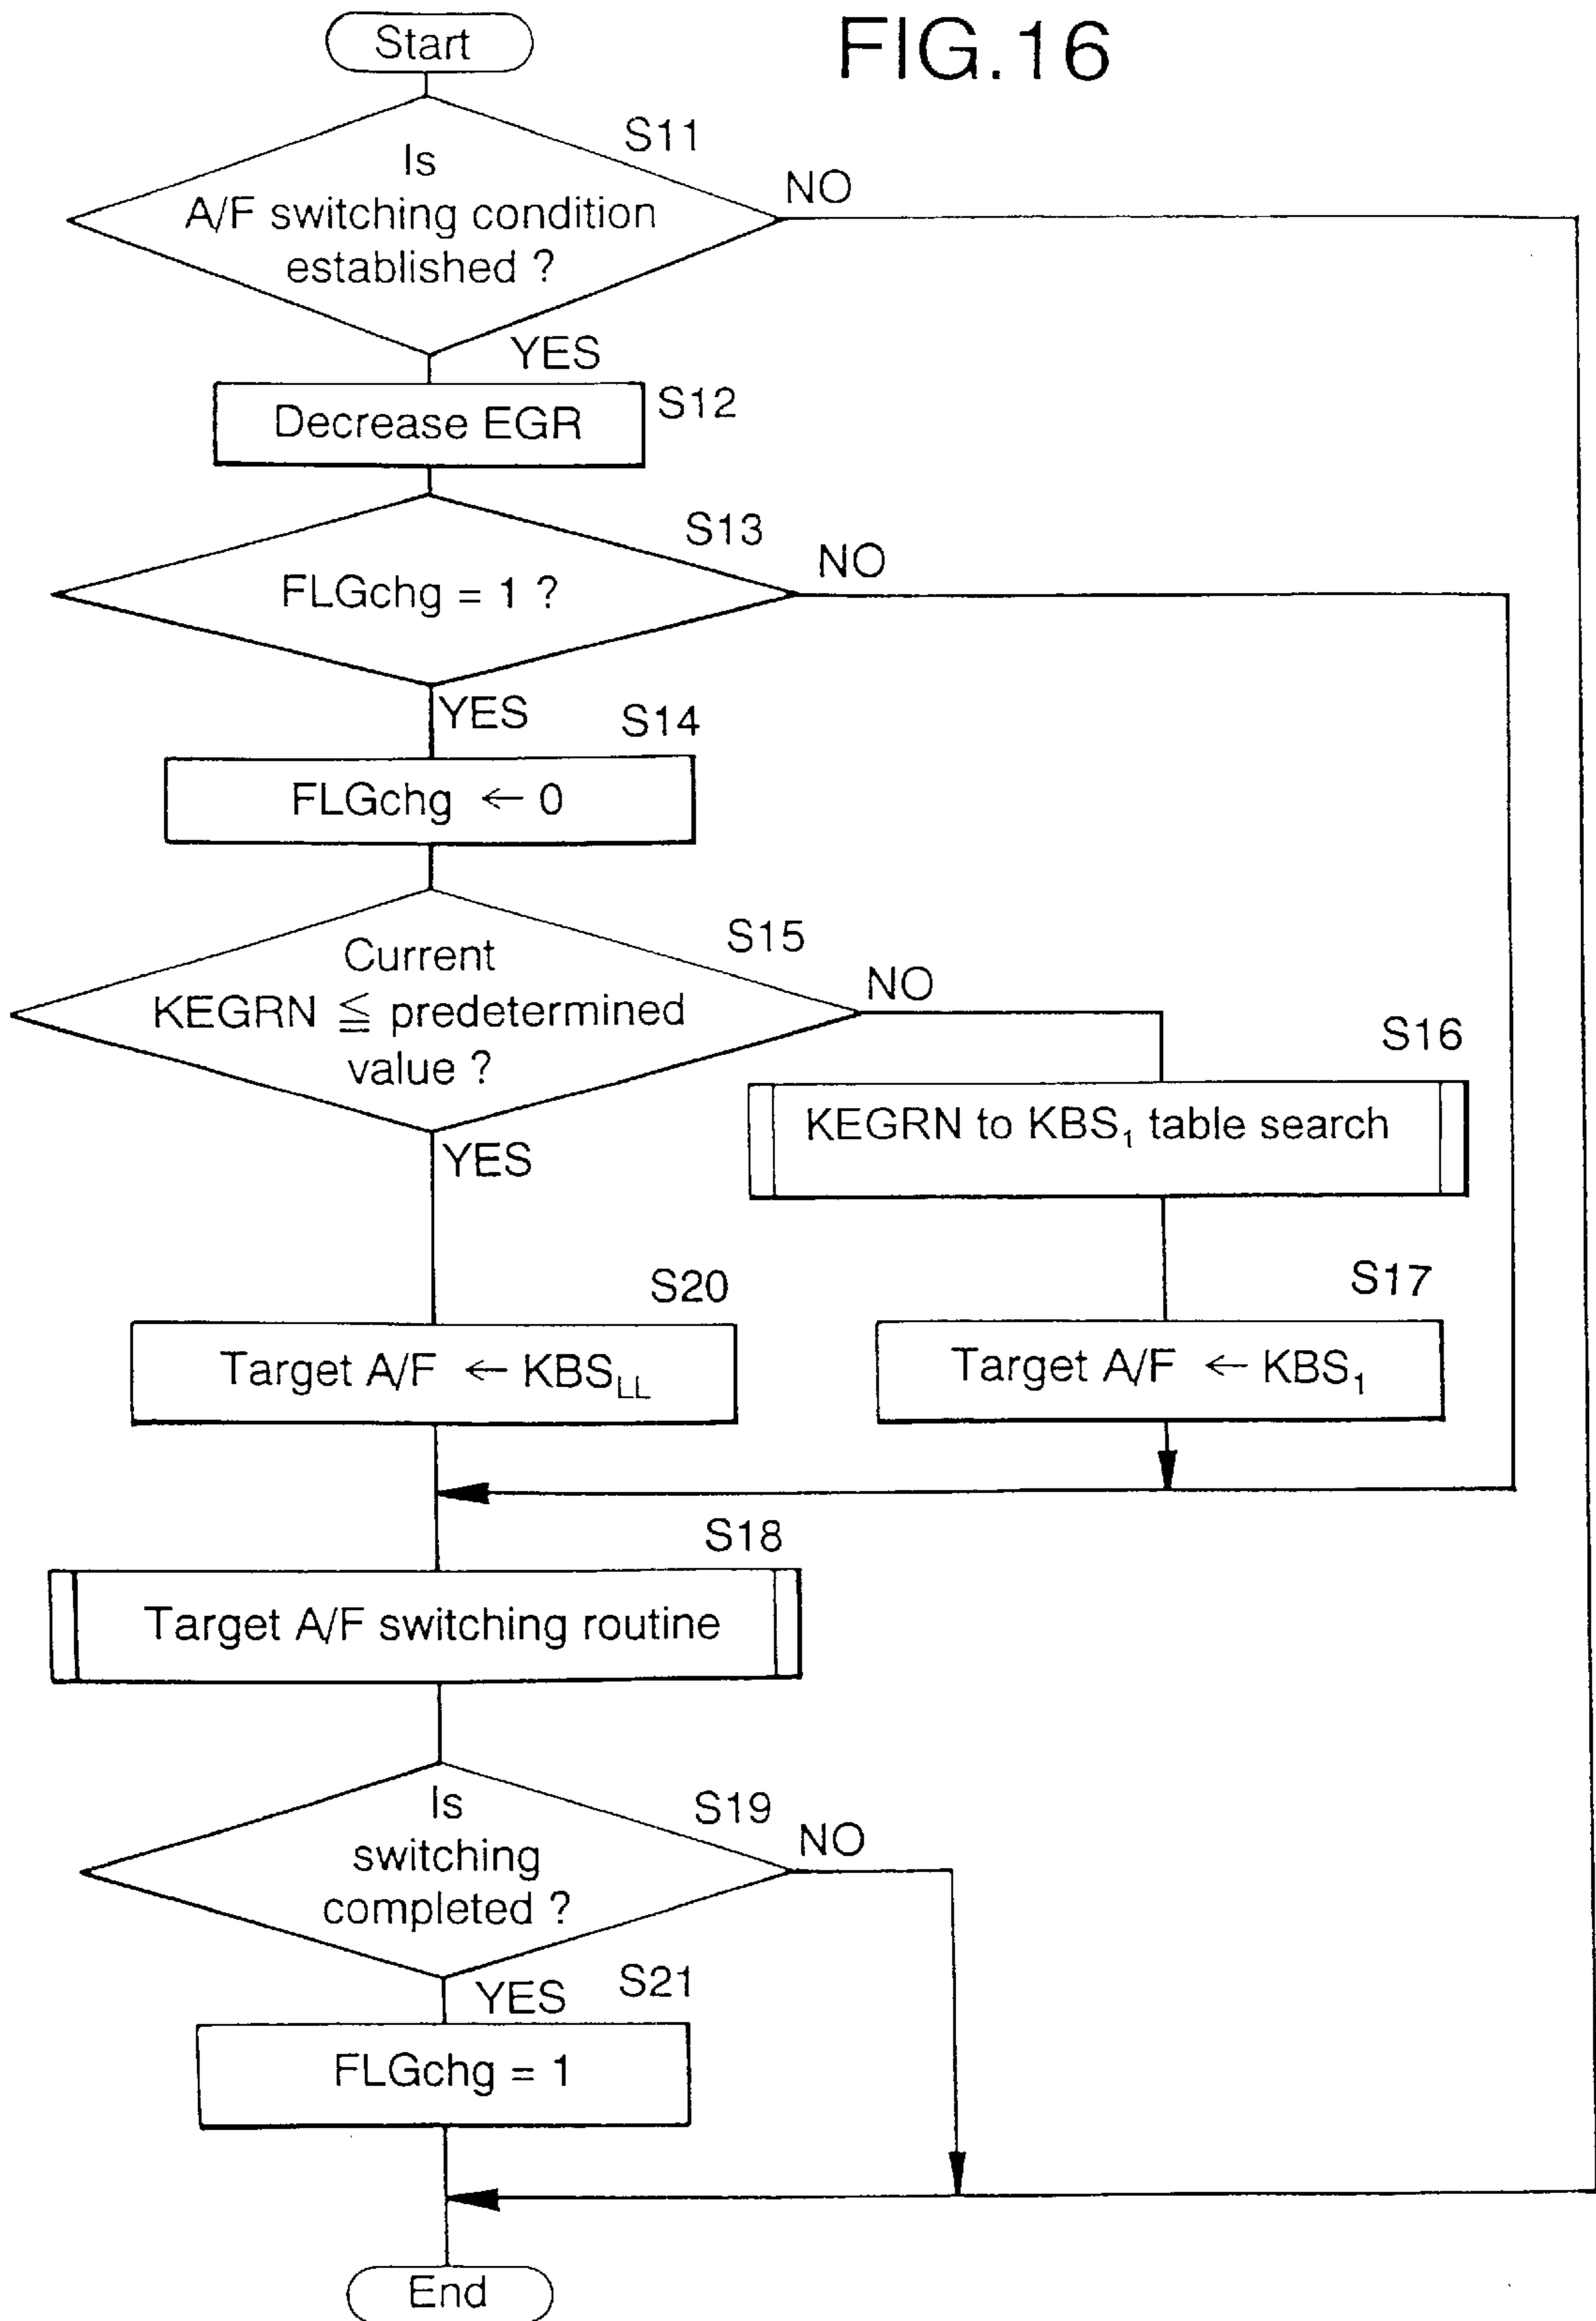 FIG.16
Start
S11
Is
A/F switching condition
established ?
NO
YES
S12
Decrease EGR
S13
FLGchg = 1 ?
NO
YES
S14
FLGchg ← 0
S15
Current
KEGRN ≦ predetermined
value ?
NO
YES
S16
KEGRN to KBS₁ table search
S17
Target A/F ← KBS₁
S20
Target A/F ← KBS_LL
S18
Target A/F switching routine
S19
Is
switching
completed ?
NO
YES
S21
FLGchg = 1
End